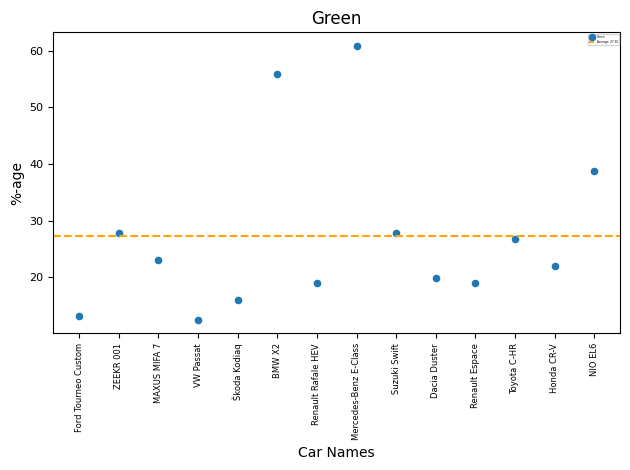 Green
60
50
40
30
20
%-age
Green
Ford Tourneo Custom
ZEEKR 001
MAXUS MIFA 7
VW Passat
Škoda Kodiaq
BMW X2
Renault Rafale HEV
Mercedes-Benz E-Class
Suzuki Swift
Dacia Duster
Renault Espace
Toyota C-HR
Honda CR-V
NIO EL6
Car Names